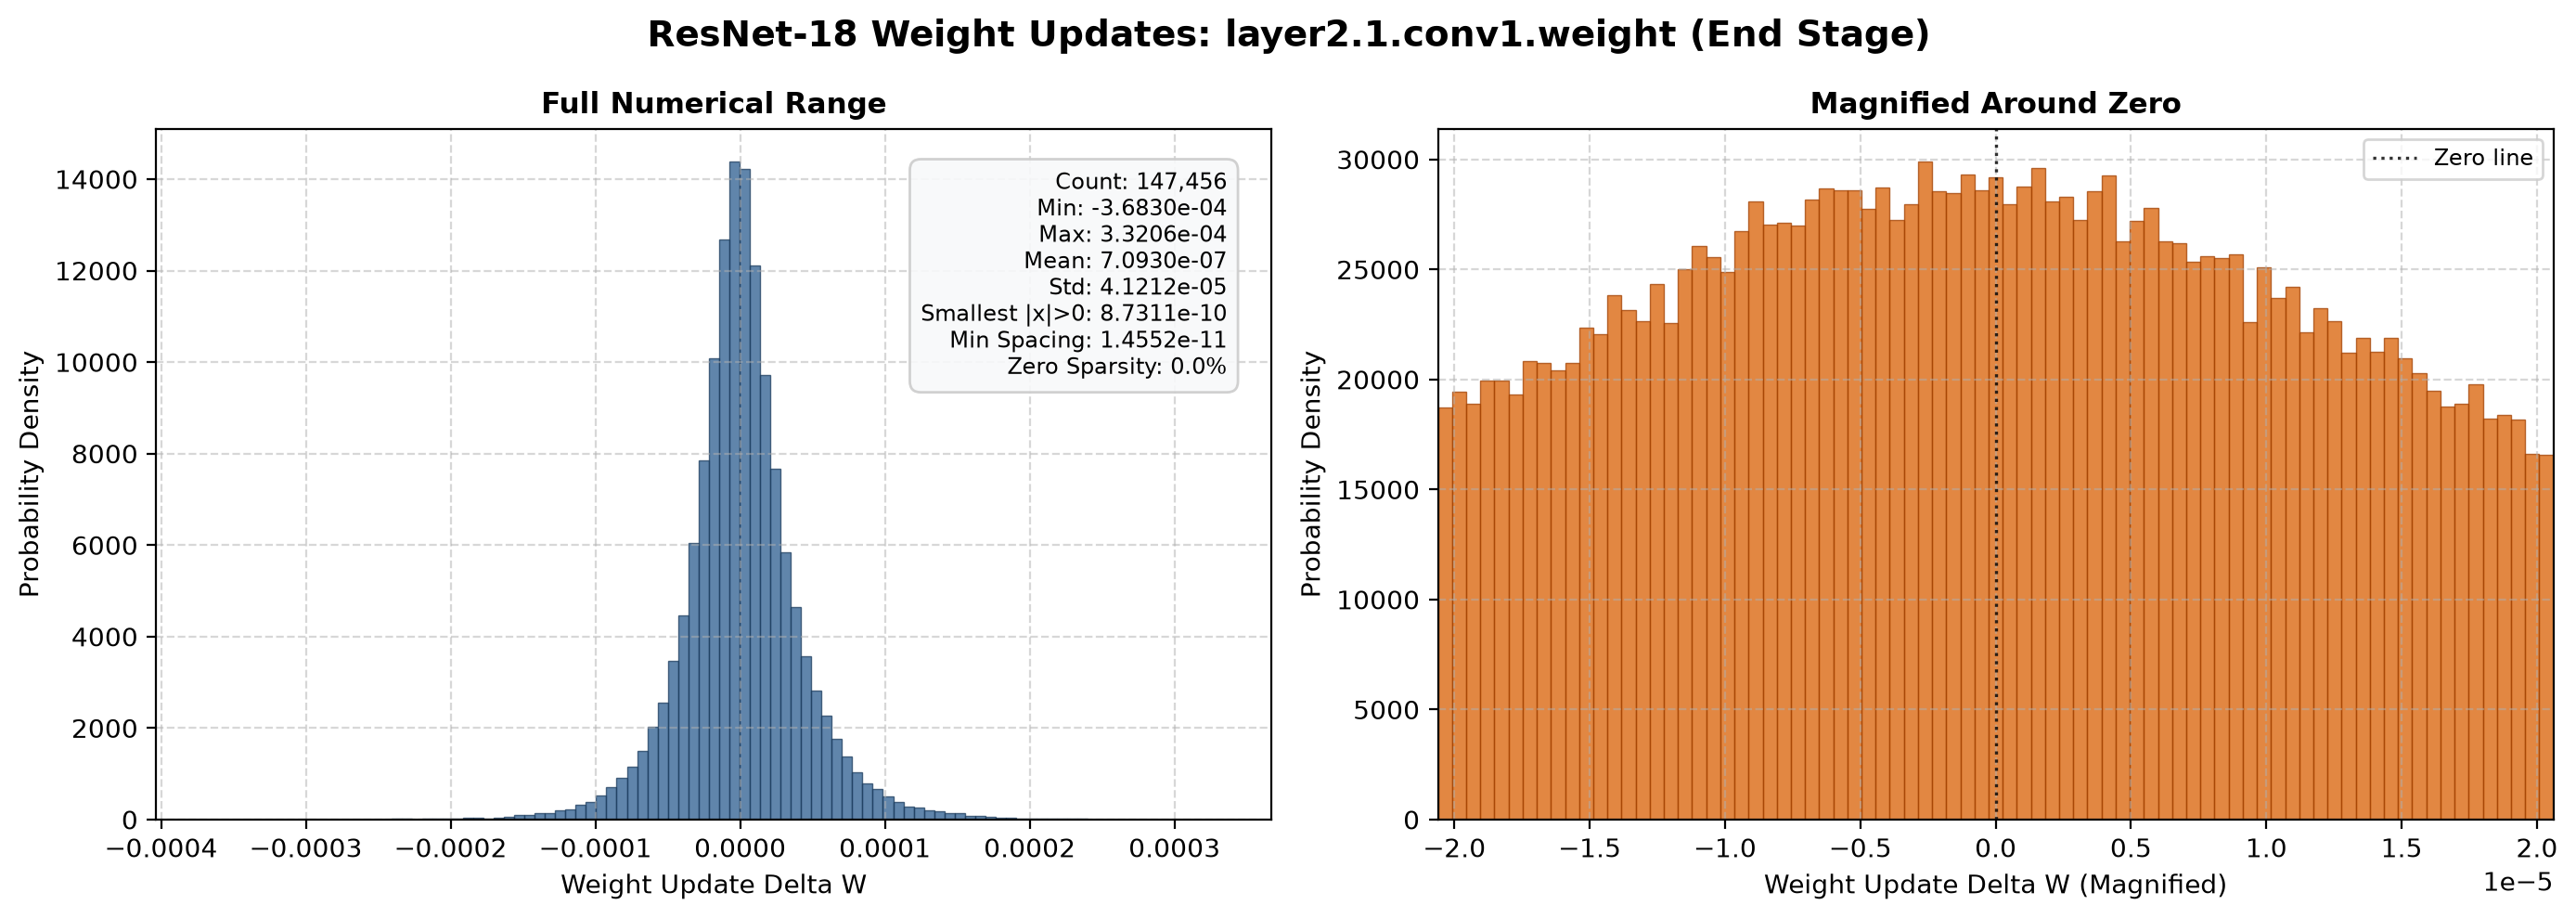 ResNet-18 Weight Updates: layer2.1.conv1.weight (End Stage)
Full Numerical Range
Probability Density
14000
12000
10000
8000
6000
4000
2000
0
−0.0004
−0.0003
−0.0002
−0.0001
0.0000
0.0001
0.0002
0.0003
Weight Update Delta W
Count: 147,456
Min: -3.6830e-04
Max: 3.3206e-04
Mean: 7.0930e-07
Std: 4.1212e-05
Smallest |x|>0: 8.7311e-10
Min Spacing: 1.4552e-11
Zero Sparsity: 0.0%
Magnified Around Zero
Probability Density
30000
25000
20000
15000
10000
5000
0
−2.0
−1.5
−1.0
−0.5
0.0
0.5
1.0
1.5
2.0
1e−5
Weight Update Delta W (Magnified)
Zero line